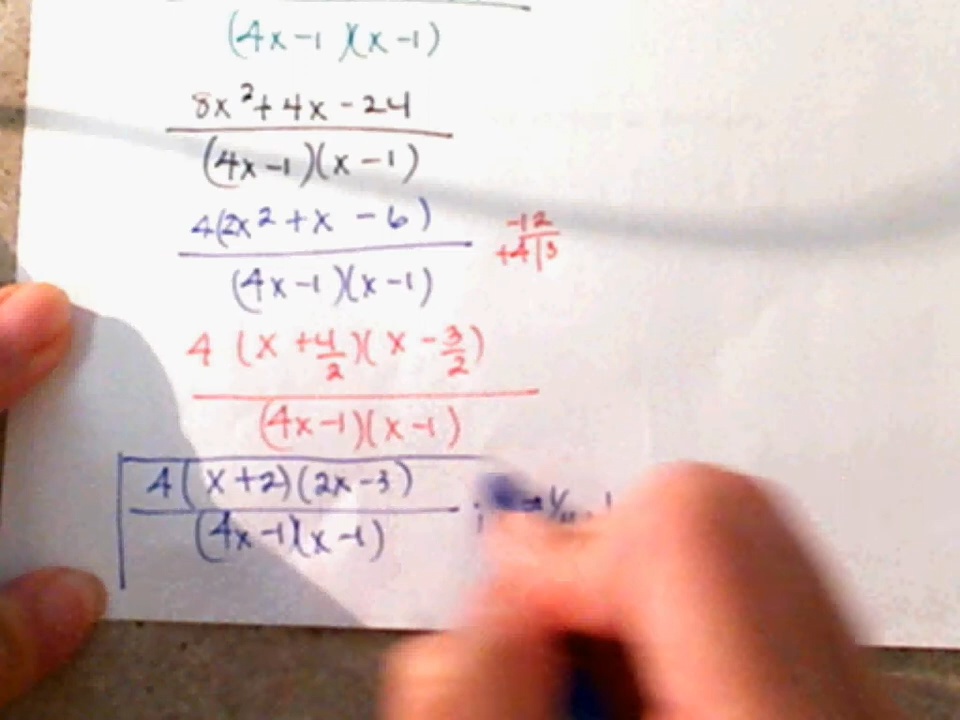 (4x-1)(x-1)
8x²+4x-24
(4x-1)(x-1)
4(2x²+x-6)
(4x-1)(x-1)
-12
+4|3
4 (x+4/2)(x-3/2)
(4x-1)(x-1)
4(x+2)(2x-3)
(4x-1)(x-1)